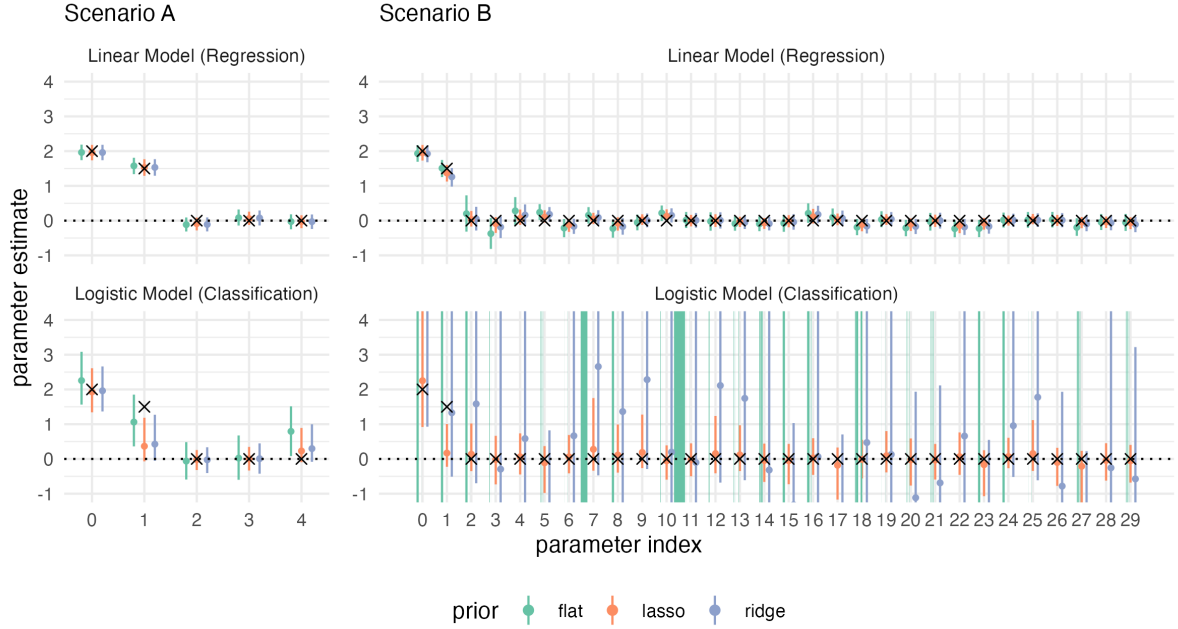 Scenario A
Scenario B
Linear Model (Regression)
Linear Model (Regression)
4
3
2
1
0
-1
4
3
2
1
0
-1
parameter estimate
Logistic Model (Classification)
Logistic Model (Classification)
4
3
2
1
0
-1
4
3
2
1
0
-1
0 1 2 3 4
0 1 2 3 4 5 6 7 8 9 10 11 12 13 14 15 16 17 18 19 20 21 22 23 24 25 26 27 28 29
parameter index
prior flat lasso ridge